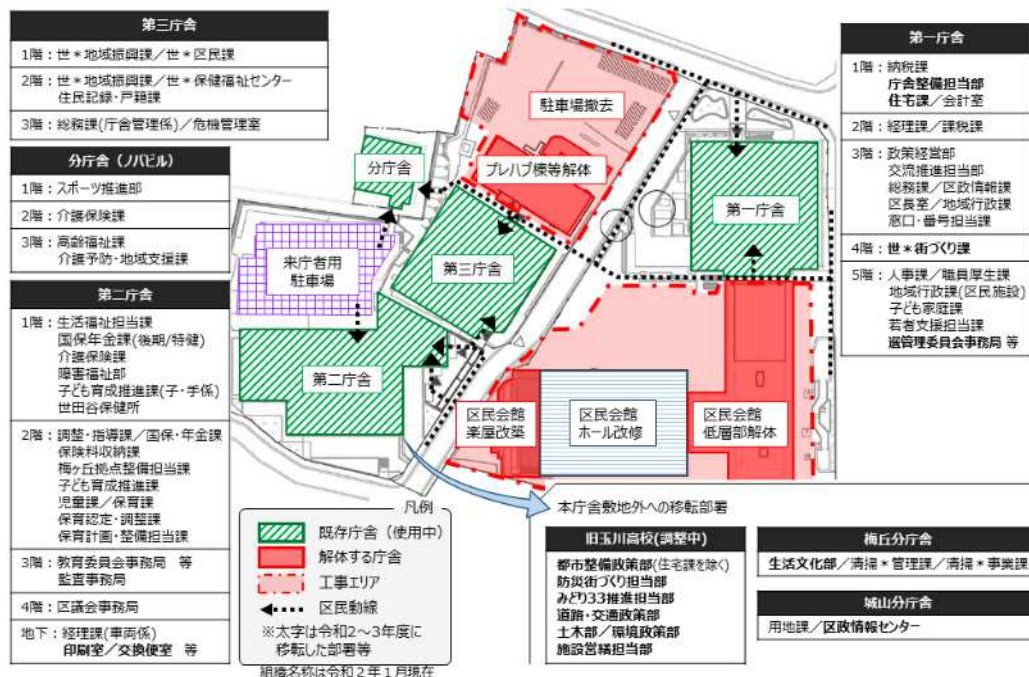 第三庁舎
1階：世＊地域振興課／世＊区民課
2階：世＊地域振興課／世＊保健福祉センター
住民記録・戸籍課
3階：総務課(庁舎管理係)／危機管理室
分庁舎（ノバビル）
1階：スポーツ推進部
2階：介護保険課
3階：高齢福祉課
介護予防・地域支援課
第二庁舎
1階：生活福祉担当課
国保年金課(後期/特健)
介護保険課
障害福祉部
子ども育成推進課(子・手係)
世田谷保健所
2階：調整・指導課／国保・年金課
保険料収納課
梅ヶ丘拠点整備担当課
子ども育成推進課
児童課／保育課
保育認定・調整課
保育計画・整備担当課
3階：教育委員会事務局　等
監査事務局
4階：区議会事務局
地下：経理課(車両係)
印刷室／交換便室　等
駐車場撤去
プレハブ棟等解体
分庁舎
第一庁舎
来庁者用
駐車場
第三庁舎
第二庁舎
区民会館
楽屋改築
区民会館
ホール改修
区民会館
低層部解体
凡例
既存庁舎（使用中）
解体する庁舎
工事エリア
区民動線
※太字は令和2～3年度に
移転した部署等
組織名称は令和２年１月現在
第一庁舎
1階：納税課
庁舎整備担当部
住宅課／会計室
2階：経理課／課税課
3階：政策経営部
交流推進担当部
総務課／区政情報課
区長室／地域行政課
窓口・番号担当課
4階：世＊街づくり課
5階：人事課／職員厚生課
地域行政課(区民施設)
子ども家庭課
若者支援担当課
選管理委員会事務局 等
本庁舎敷地外への移転部署
旧玉川高校(調整中)
都市整備政策部(住宅課を除く)
防災街づくり担当部
みどり33推進担当部
道路・交通政策部
土木部／環境政策部
施設営繕担当部
梅丘分庁舎
生活文化部／清掃＊管理課／清掃＊事業課
城山分庁舎
用地課／区政情報センター